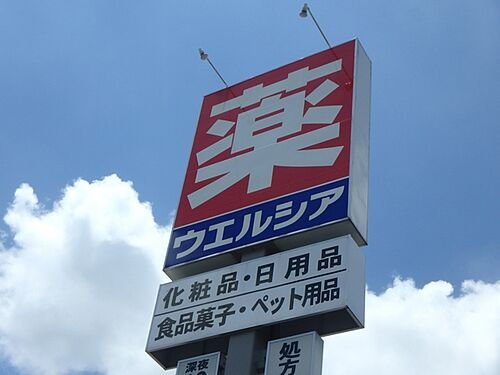 薬
ウエルシア
化粧品・日用品
食品菓子・ペット用品
深夜
処方